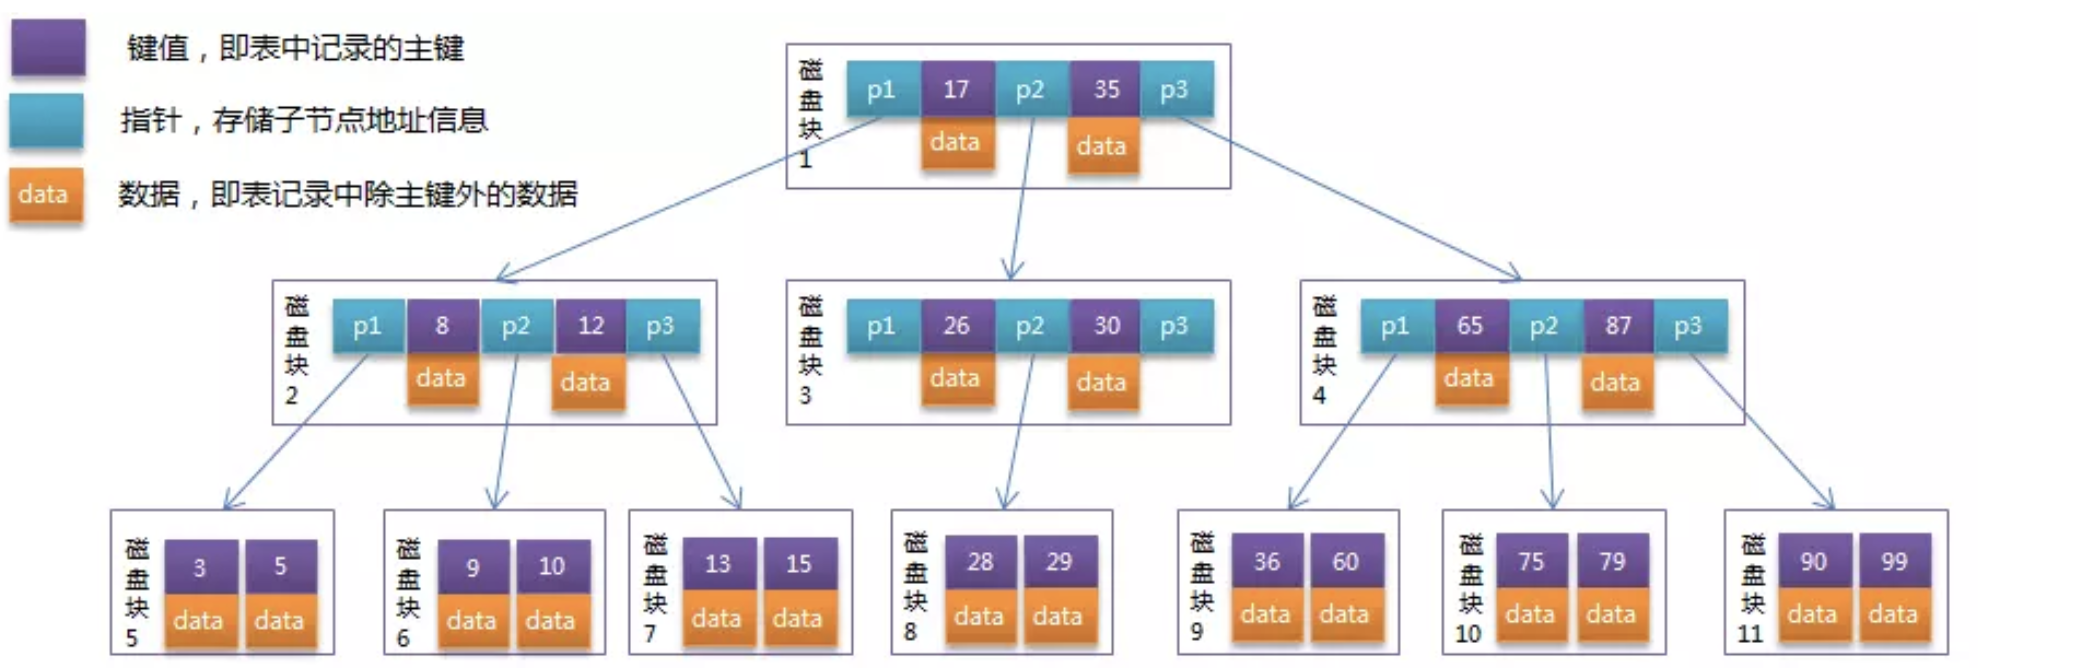 键值，即表中记录的主键
指针，存储子节点地址信息
data 数据，即表记录中除主键外的数据
磁盘块1
p1 17 p2 35 p3
data data
磁盘块2
p1 8 p2 12 p3
data data
磁盘块3
p1 26 p2 30 p3
data data
磁盘块4
p1 65 p2 87 p3
data data
磁盘块5
3 5
data data
磁盘块6
9 10
data data
磁盘块7
13 15
data data
磁盘块8
28 29
data data
磁盘块9
36 60
data data
磁盘块10
75 79
data data
磁盘块11
90 99
data data